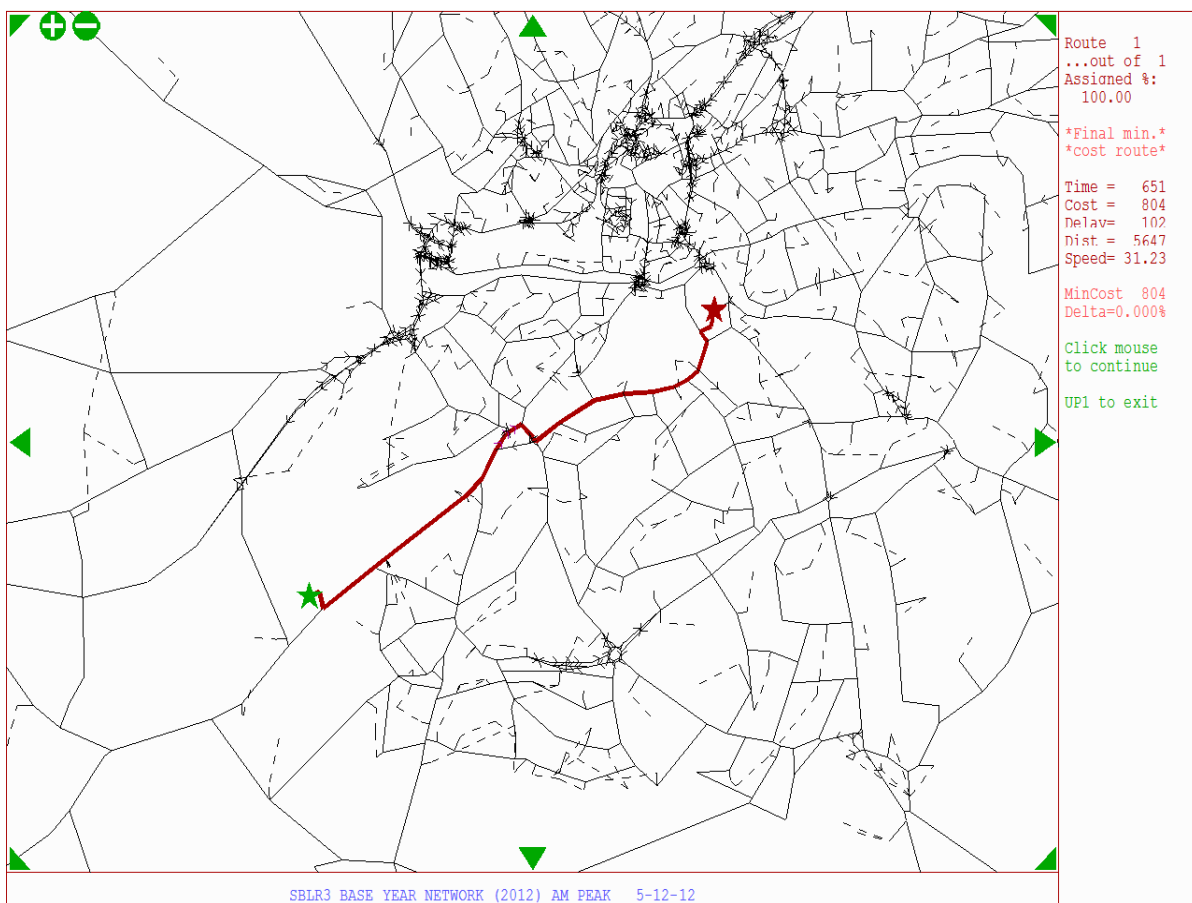 Route 1
...out of 1
Assigned %:
100.00
*Final min.*
*cost route*
Time = 651
Cost = 804
Delay= 102
Dist = 5647
Speed= 31.23
MinCost 804
Delta=0.000%
Click mouse
to continue
UP1 to exit
SBLR3 BASE YEAR NETWORK (2012) AM PEAK 5-12-12